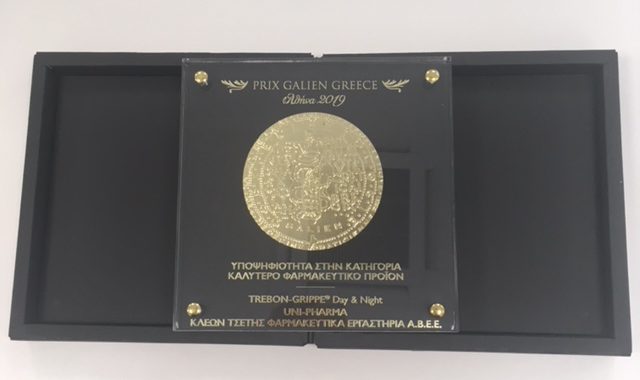 PRIX GALIEN GREECE
Αθήνα 2019
GALIEN
ΥΠΟΨΗΦΙΟΤΗΤΑ ΣΤΗΝ ΚΑΤΗΓΟΡΙΑ
ΚΑΛΥΤΕΡΟ ΦΑΡΜΑΚΕΥΤΙΚΟ ΠΡΟΪΟΝ
TREBON-GRIPPE® Day & Night
UNI-PHARMA
ΚΛΕΩΝ ΤΣΕΤΗΣ ΦΑΡΜΑΚΕΥΤΙΚΑ ΕΡΓΑΣΤΗΡΙΑ Α.Β.Ε.Ε.